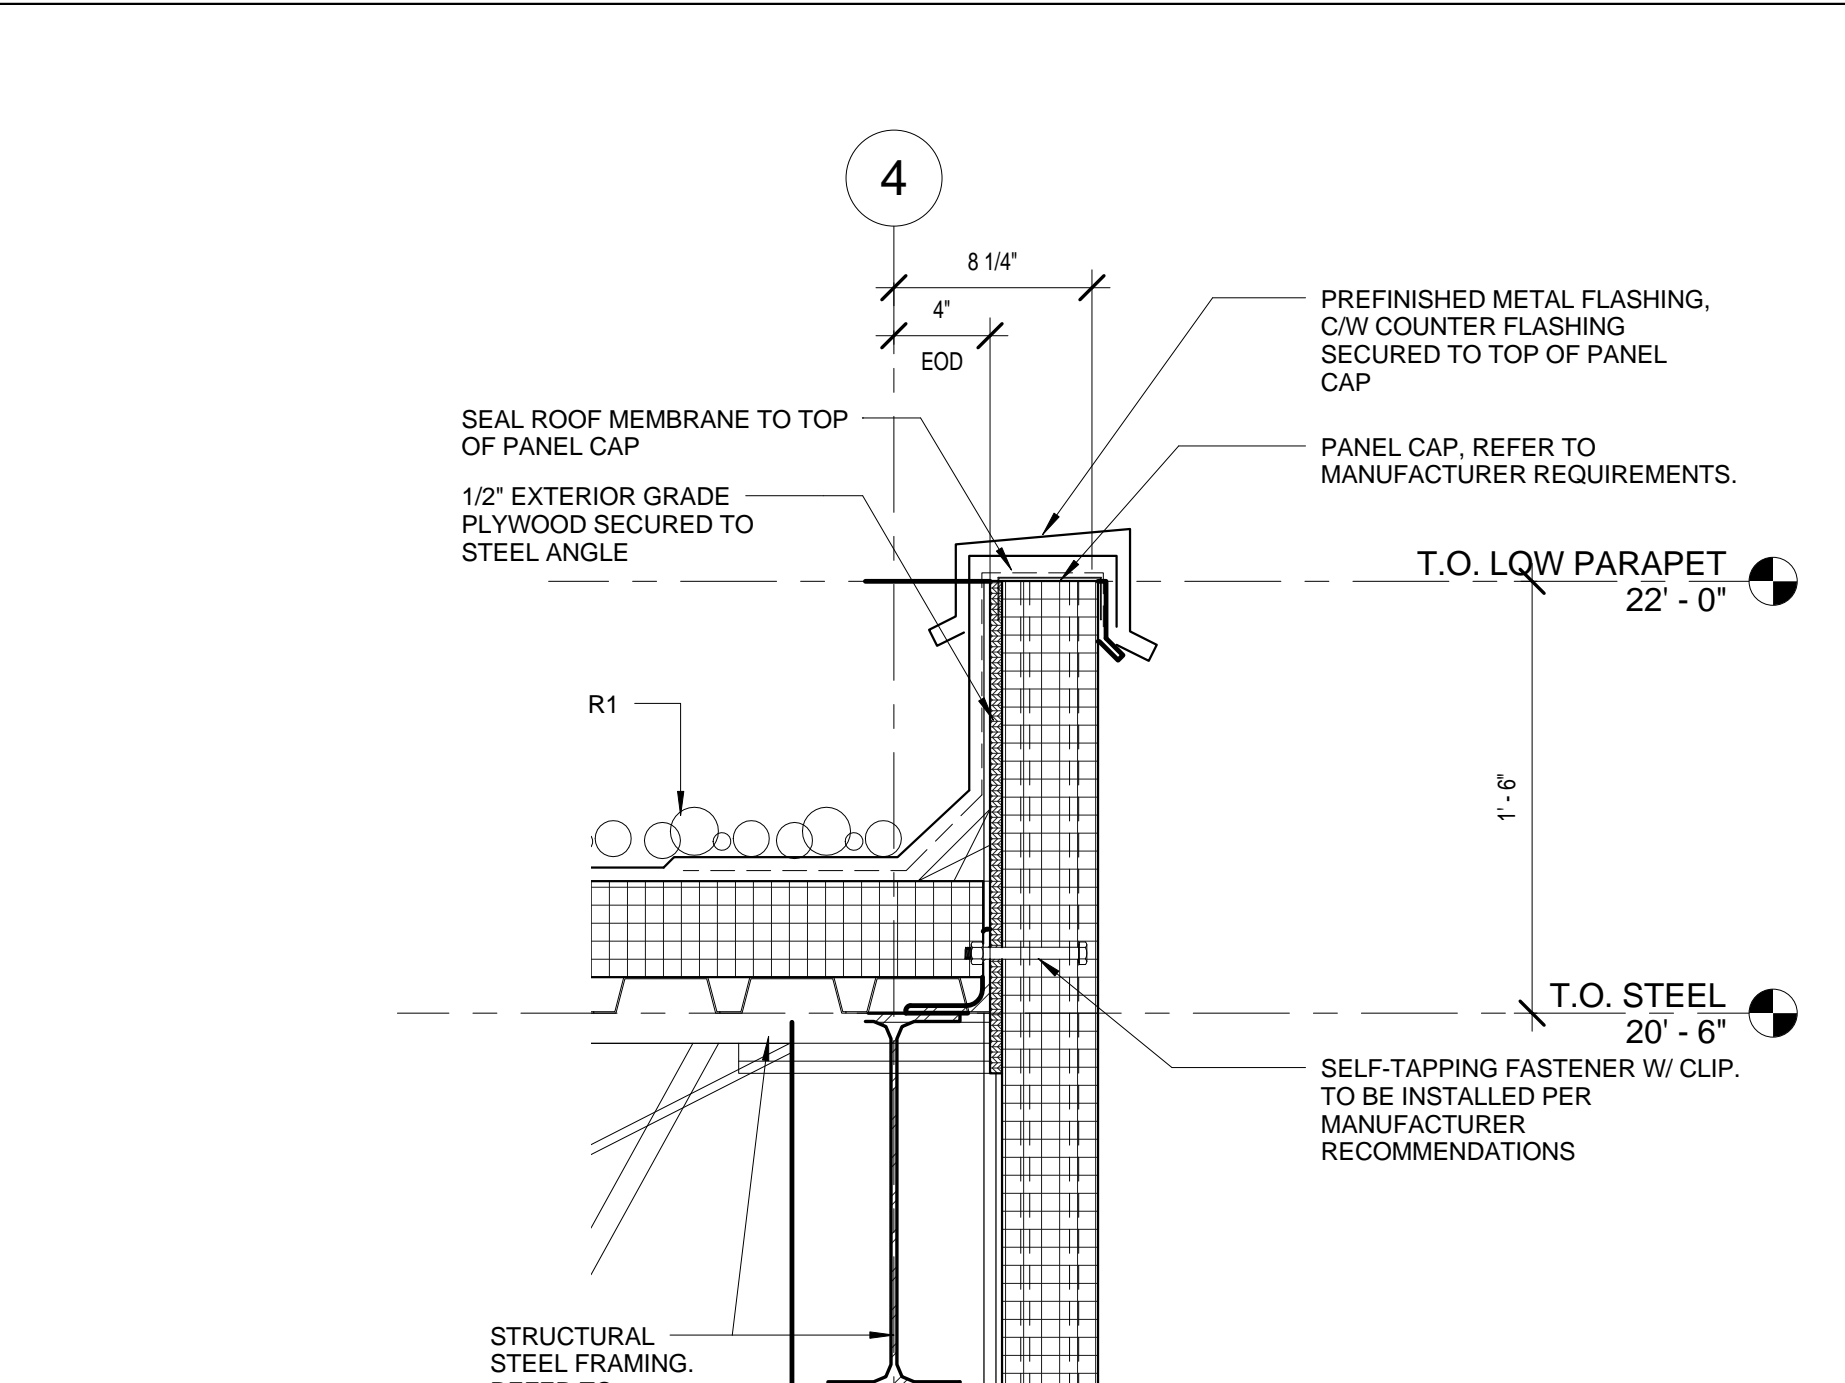 4
8 1/4"
4"
EOD
PREFINISHED METAL FLASHING,
C/W COUNTER FLASHING
SECURED TO TOP OF PANEL
CAP
SEAL ROOF MEMBRANE TO TOP
OF PANEL CAP
PANEL CAP, REFER TO
MANUFACTURER REQUIREMENTS.
1/2" EXTERIOR GRADE
PLYWOOD SECURED TO
STEEL ANGLE
T.O. LOW PARAPET
22' - 0"
R1
1' - 6"
T.O. STEEL
20' - 6"
SELF-TAPPING FASTENER W/ CLIP.
TO BE INSTALLED PER
MANUFACTURER
RECOMMENDATIONS
STRUCTURAL
STEEL FRAMING.
REFER TO